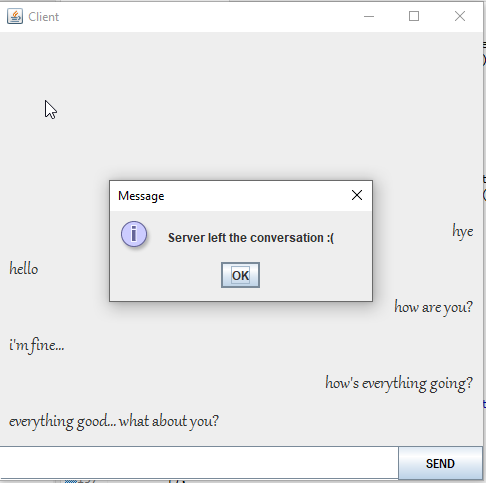 Client
Message
Server left the conversation :(
OK
hye
hello
how are you?
i'm fine...
how's everything going?
everything good... what about you?
SEND